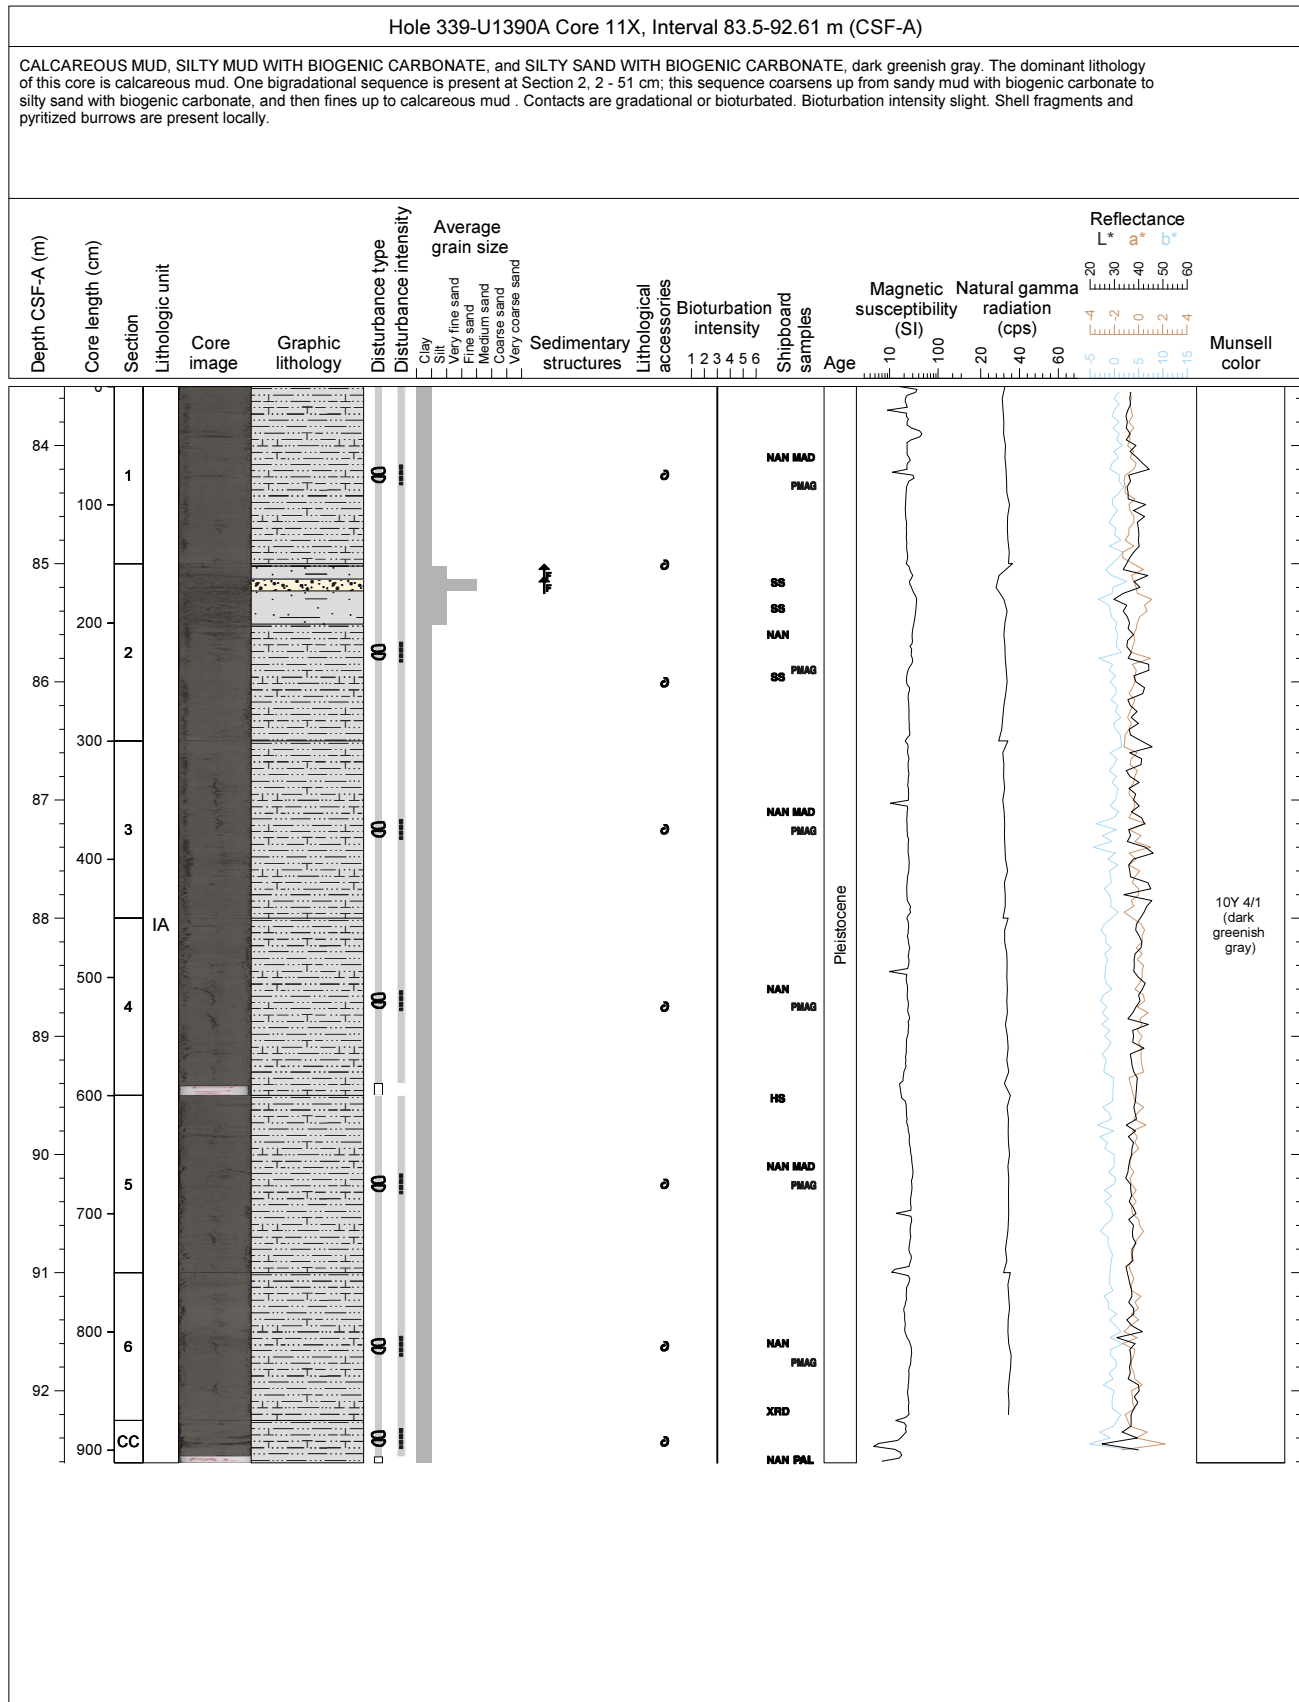 Hole 339-U1390A Core 11X, Interval 83.5-92.61 m (CSF-A)
CALCAREOUS MUD, SILTY MUD WITH BIOGENIC CARBONATE, and SILTY SAND WITH BIOGENIC CARBONATE, dark greenish gray. The dominant lithology
of this core is calcareous mud. One bigradational sequence is present at Section 2, 2 - 51 cm; this sequence coarsens up from sandy mud with biogenic carbonate to
silty sand with biogenic carbonate, and then fines up to calcareous mud . Contacts are gradational or bioturbated. Bioturbation intensity slight. Shell fragments and
pyritized burrows are present locally.
Depth CSF-A (m)
Core length (cm)
Section
Lithologic unit
Core
image
Graphic
lithology
Disturbance type
Disturbance intensity
Average
grain size
Clay
Silt
Very fine sand
Fine sand
Medium sand
Coarse sand
Very coarse sand
Sedimentary
structures
Lithological
accessories
Bioturbation
intensity
1 2 3 4 5 6
Shipboard
samples
Age
Magnetic
susceptibility
(SI)
10 100
Natural gamma
radiation
(cps)
20 40 60
Reflectance
L* a* b*
20 30 40 50 60
-4 -2 0 2 4
-5 0 5 10 15
Munsell
color
0
84
NAN MAD
1
PMAG
100
85
SS
SS
200
NAN
2
PMAG
SS
86
300
87
NAN MAD
3
PMAG
400
88
IA
Pleistocene
10Y 4/1
(dark
greenish
gray)
500
NAN
4
PMAG
89
600
HS
90
NAN MAD
5
PMAG
700
91
800
6
NAN
PMAG
92
XRD
CC
900
NAN PAL